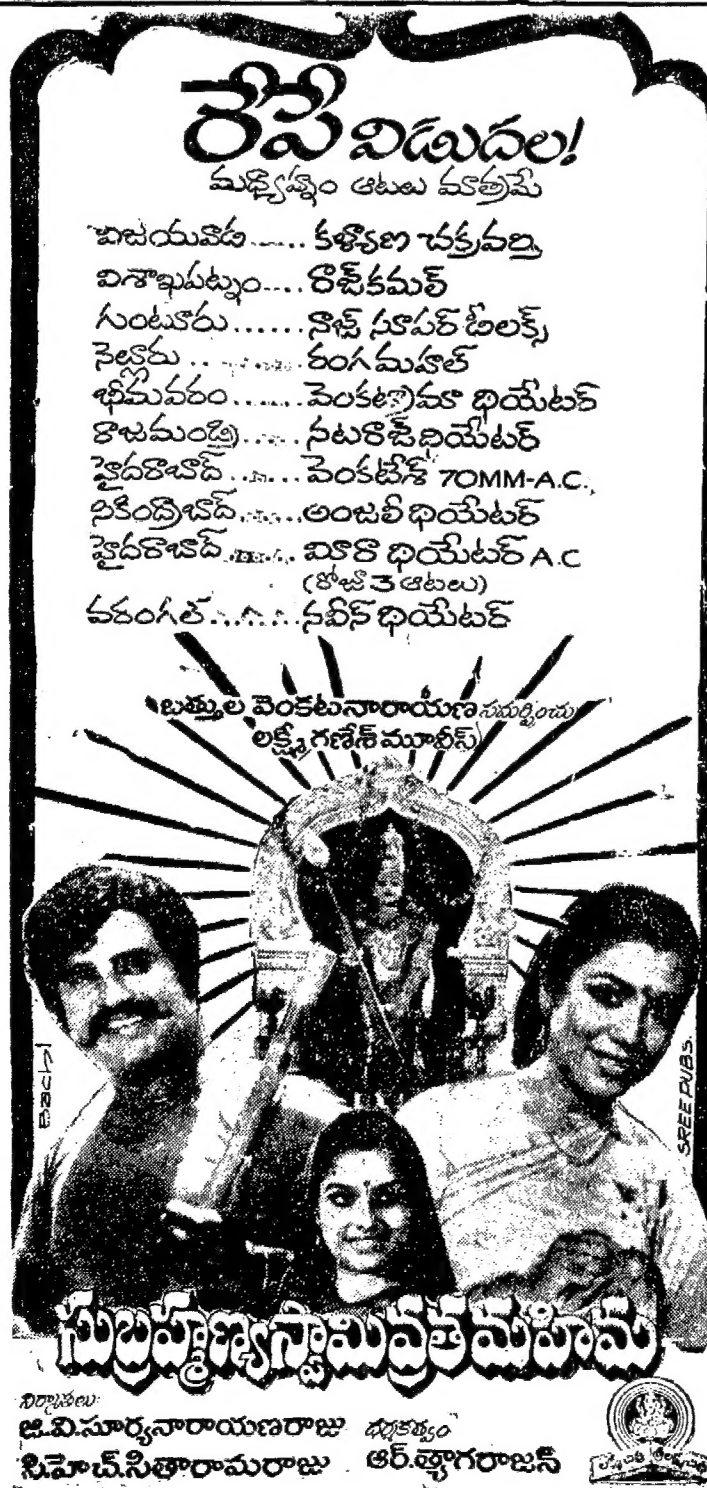 రేపే విడుదల!
మధ్యాహ్నం ఆటలు మాత్రమే
విజయవాడ...... కళ్యాణ చక్రవర్తి
విశాఖపట్నం.... రాజ్‌కమల్
గుంటూరు...... నాజ్ సూపర్ డీలక్స్
నెల్లూరు ........ రంగమహల్
భీమవరం ....... వెంకట్రామా థియేటర్
రాజమండ్రి ..... నటరాజ్ థియేటర్
హైదరాబాద్ ...... వెంకటేశ్ 70MM-A.C.,
సికింద్రాబాద్....... అంజలీ థియేటర్
హైదరాబాద్ ....... మీరా థియేటర్ A.C
(రోజూ 3 ఆటలు)
వరంగల్ ........ నవీన్ థియేటర్
బత్తుల వెంకటనారాయణ సమర్పించు
లక్ష్మీగణేశ్ మూవీస్
Bachi
SREE PUBS.
సుబ్రహ్మణ్యస్వామి వ్రతమహిమ
నిర్మాతలు:
జి.వి.సూర్యనారాయణరాజు దర్శకత్వం
సి.హెచ్.సీతారామరాజు ఆర్.త్యాగరాజన్